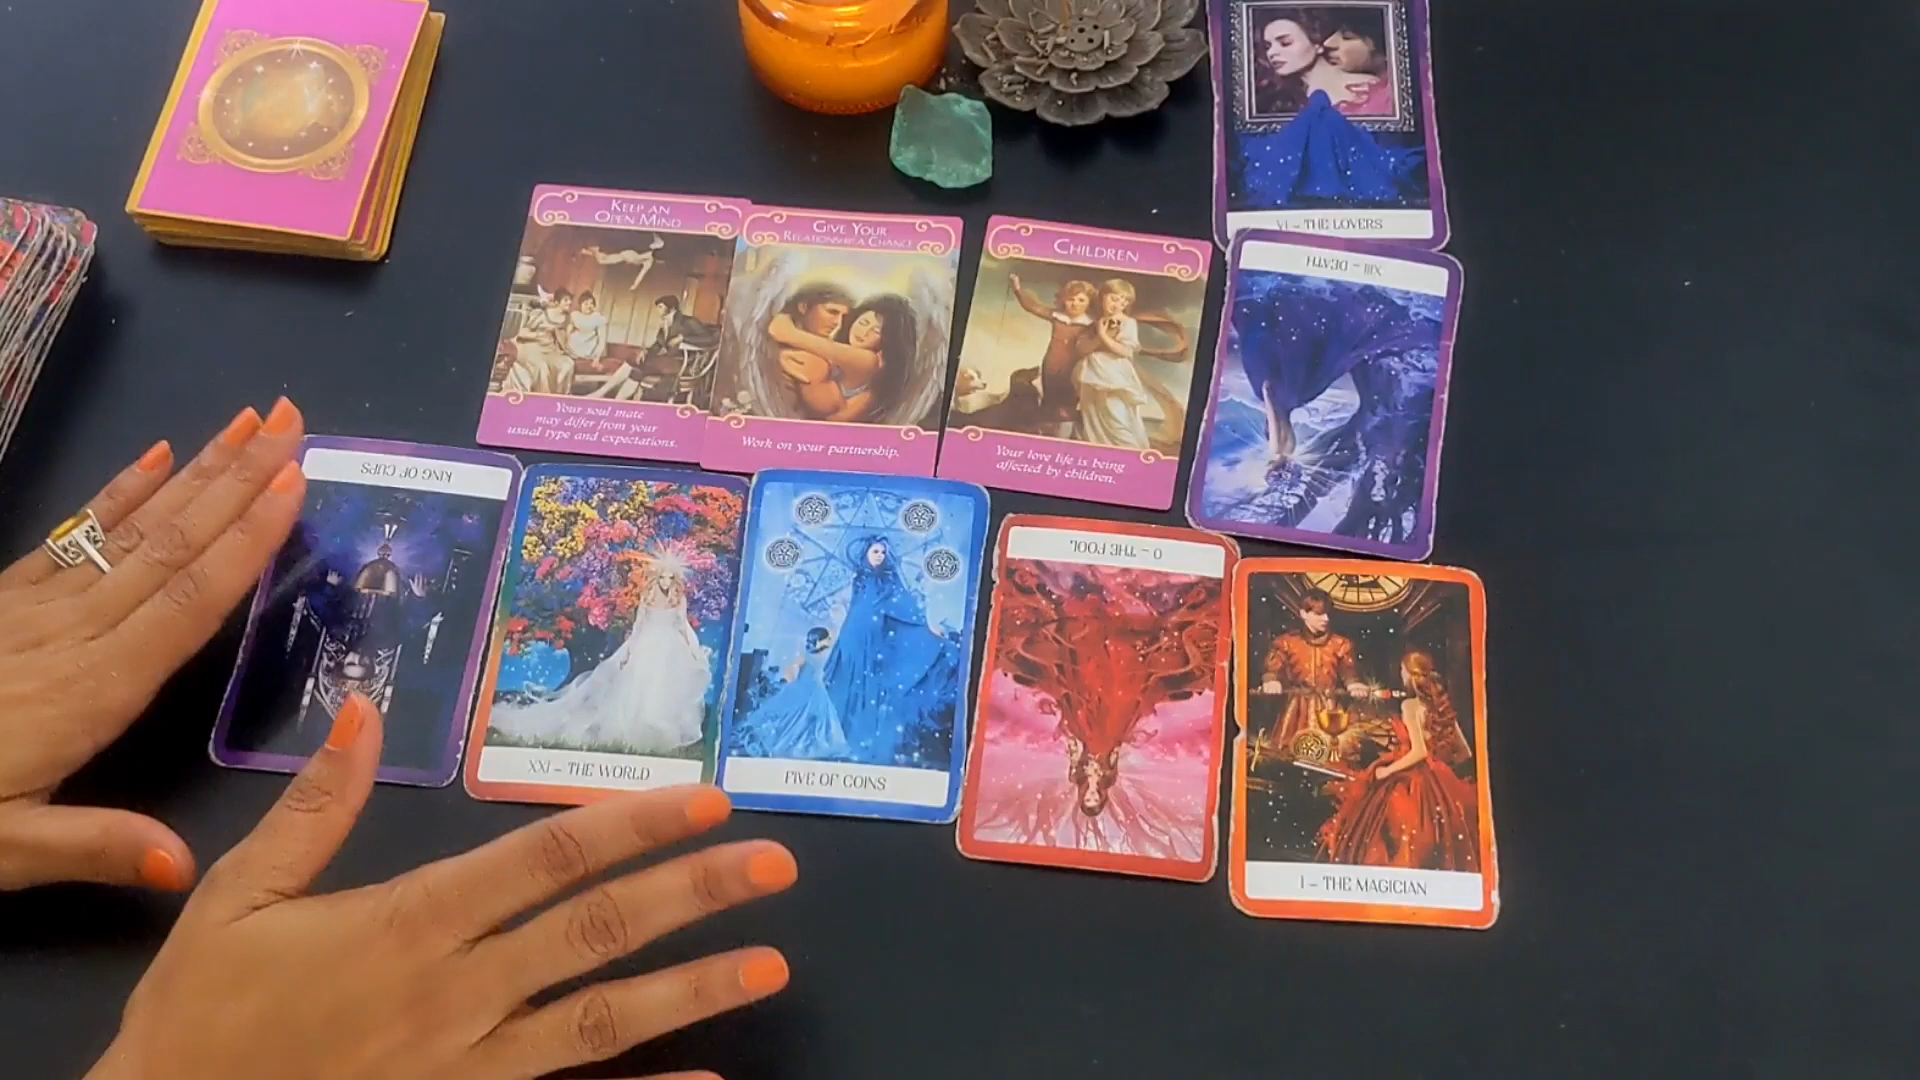 VI – THE LOVERS
KEEP AN
OPEN MIND
Your soul mate
may differ from your
usual type and expectations.
GIVE YOUR
RELATIONSHIP A CHANCE
Work on your partnership.
CHILDREN
Your love life is being
affected by children.
XIII – DEATH
KING OF CUPS
XXI – THE WORLD
FIVE OF COINS
0 – THE FOOL
I – THE MAGICIAN